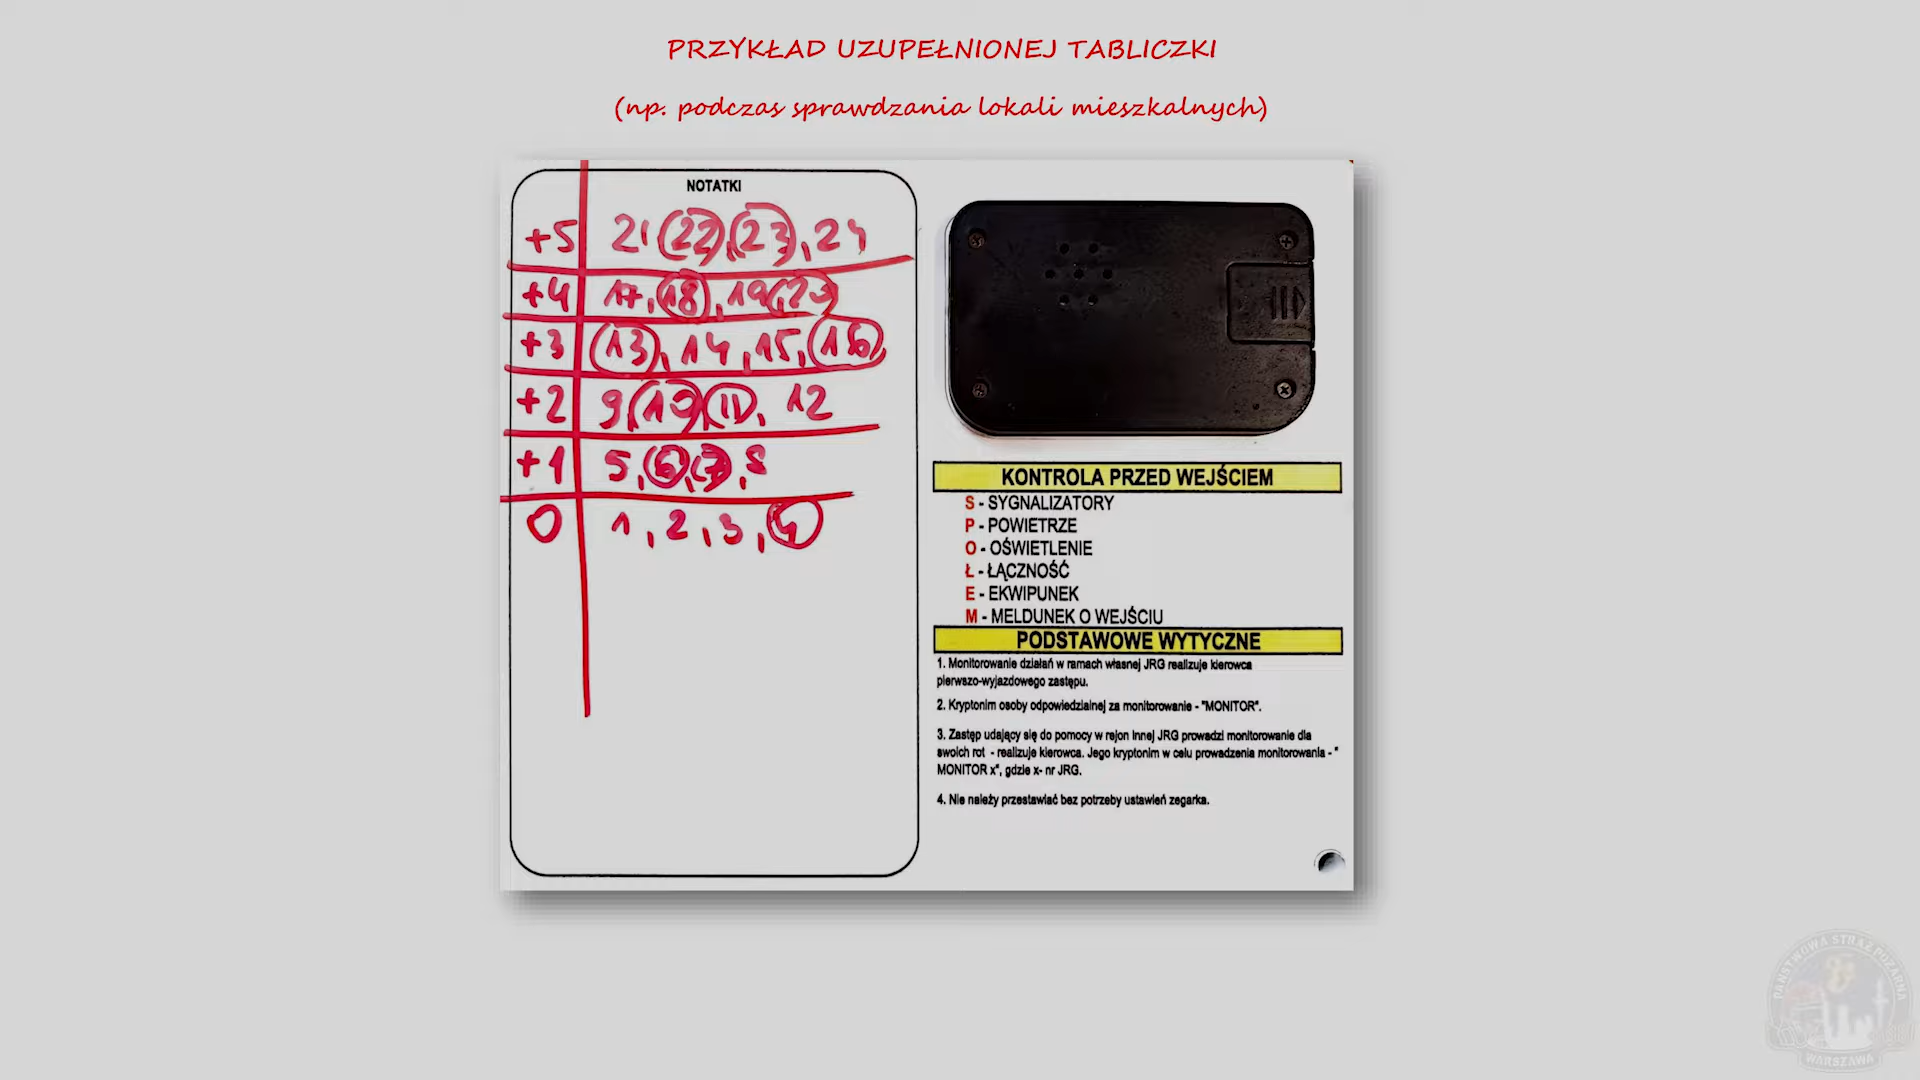 PRZYKŁAD UZUPEŁNIONEJ TABLICZKI
(np. podczas sprawdzania lokali mieszkalnych)
NOTATKI
+5 21 22, 23, 24
+4 17, 18, 19, 20
+3 13, 14, 15, 16
+2 9, 10, 11, 12
+1 5, 6, 7, 8
0 1, 2, 3, 4
KONTROLA PRZED WEJŚCIEM
S - SYGNALIZATORY
P - POWIETRZE
O - OŚWIETLENIE
Ł - ŁĄCZNOŚĆ
E - EKWIPUNEK
M - MELDUNEK O WEJŚCIU
PODSTAWOWE WYTYCZNE
1. Monitorowanie działań w ramach własnej JRG realizuje kierowca
pierwszo-wyjazdowego zastępu.
2. Kryptonim osoby odpowiedzialnej za monitorowanie - "MONITOR".
3. Zastęp udający się do pomocy w rejon innej JRG prowadzi monitorowanie dla
swoich rot - realizuje kierowca. Jego kryptonim w celu prowadzenia monitorowania - "
MONITOR x", gdzie x- nr JRG.
4. Nie należy przestawiać bez potrzeby ustawień zegarka.
PAŃSTWOWA STRAŻ POŻARNA
WARSZAWA